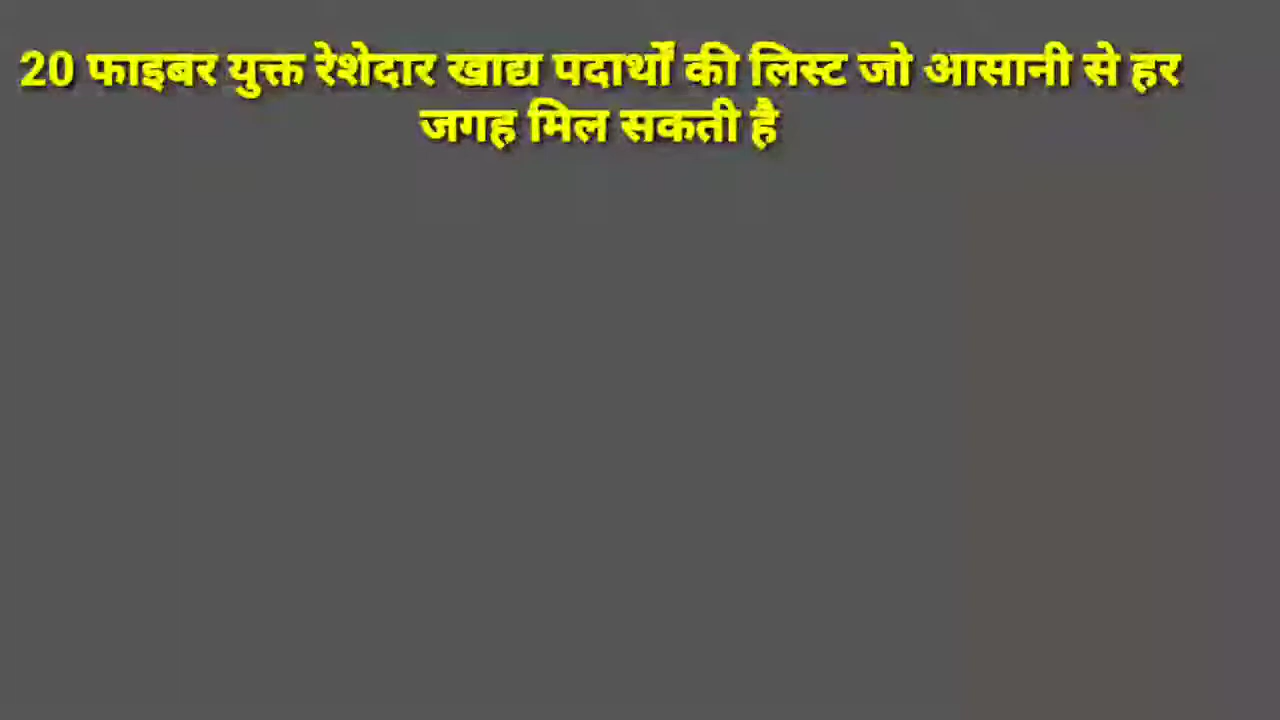 20 फाइबर युक्त रेशेदार खाद्य पदार्थों की लिस्ट जो आसानी से हर
जगह मिल सकती है